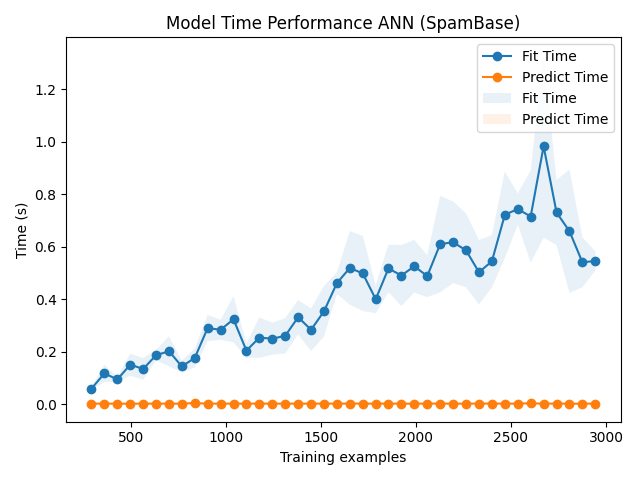 Model Time Performance ANN (SpamBase)
Fit Time
Predict Time
Fit Time
Predict Time
1.2
1.0
0.8
0.6
0.4
0.2
0.0
Time (s)
500
1000
1500
2000
2500
3000
Training examples